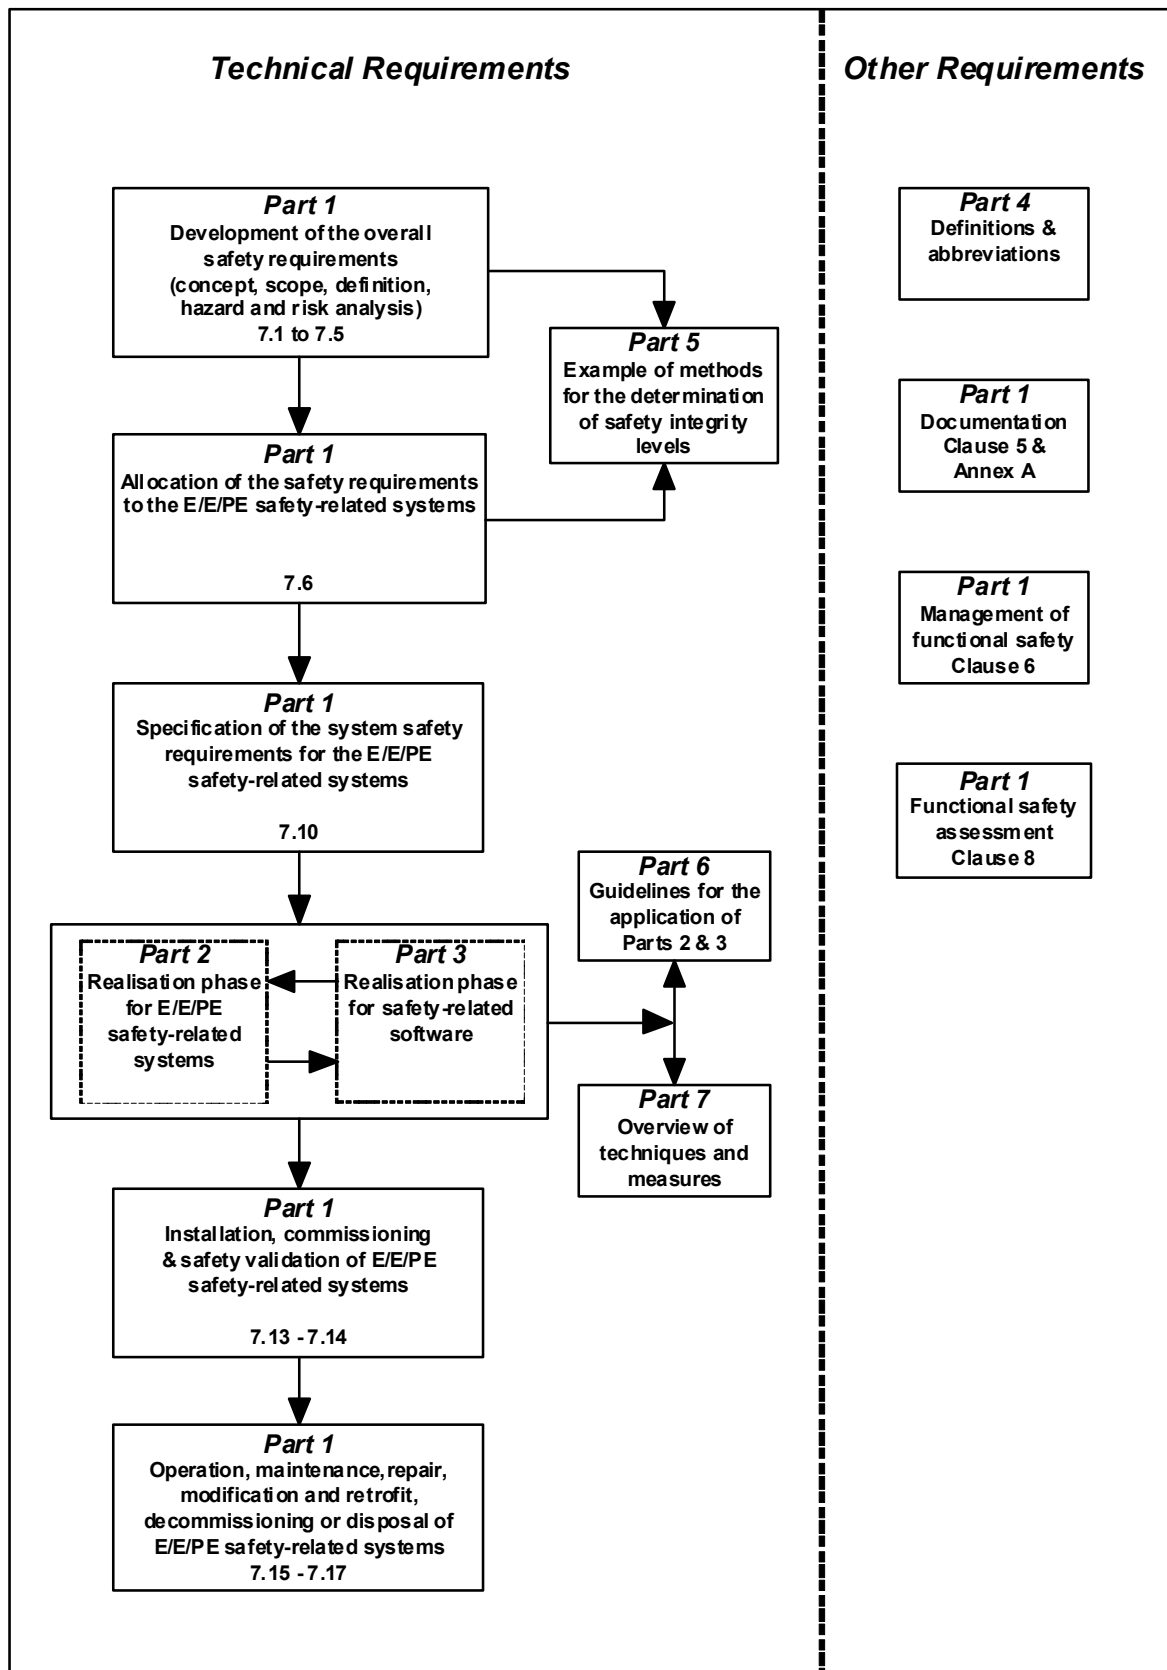 Technical Requirements
Other Requirements
Part 1
Development of the overall
safety requirements
(concept, scope, definition,
hazard and risk analysis)
7.1 to 7.5
Part 5
Example of methods
for the determination
of safety integrity
levels
Part 1
Allocation of the safety requirements
to the E/E/PE safety-related systems
7.6
Part 1
Specification of the system safety
requirements for the E/E/PE
safety-related systems
7.10
Part 6
Guidelines for the
application of
Parts 2 & 3
Part 2
Realisation phase
for E/E/PE
safety-related
systems
Part 3
Realisation phase
for safety-related
software
Part 7
Overview of
techniques and
measures
Part 1
Installation, commissioning
& safety validation of E/E/PE
safety-related systems
7.13 - 7.14
Part 1
Operation, maintenance, repair,
modification and retrofit,
decommissioning or disposal of
E/E/PE safety-related systems
7.15 - 7.17
Part 4
Definitions &
abbreviations
Part 1
Documentation
Clause 5 &
Annex A
Part 1
Management of
functional safety
Clause 6
Part 1
Functional safety
assessment
Clause 8